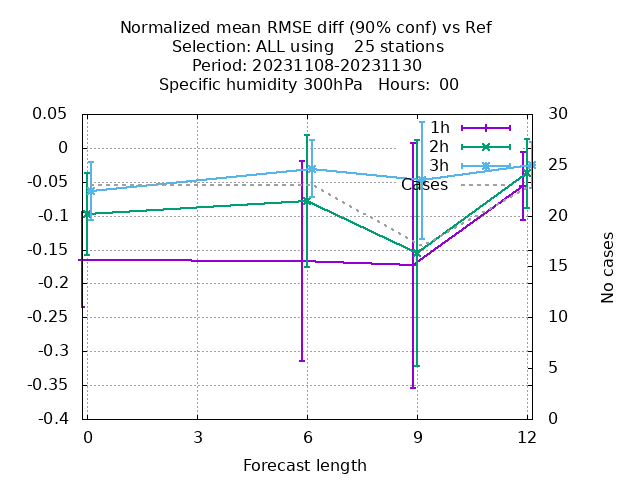 Normalized mean RMSE diff (90% conf) vs Ref
Selection: ALL using    25 stations
Period: 20231108-20231130
Specific humidity 300hPa   Hours:  00
0.05
0
-0.05
-0.1
-0.15
-0.2
-0.25
-0.3
-0.35
-0.4
30
25
20
15
10
5
0
1h
2h
3h
Cases
No cases
0
3
6
9
12
Forecast length